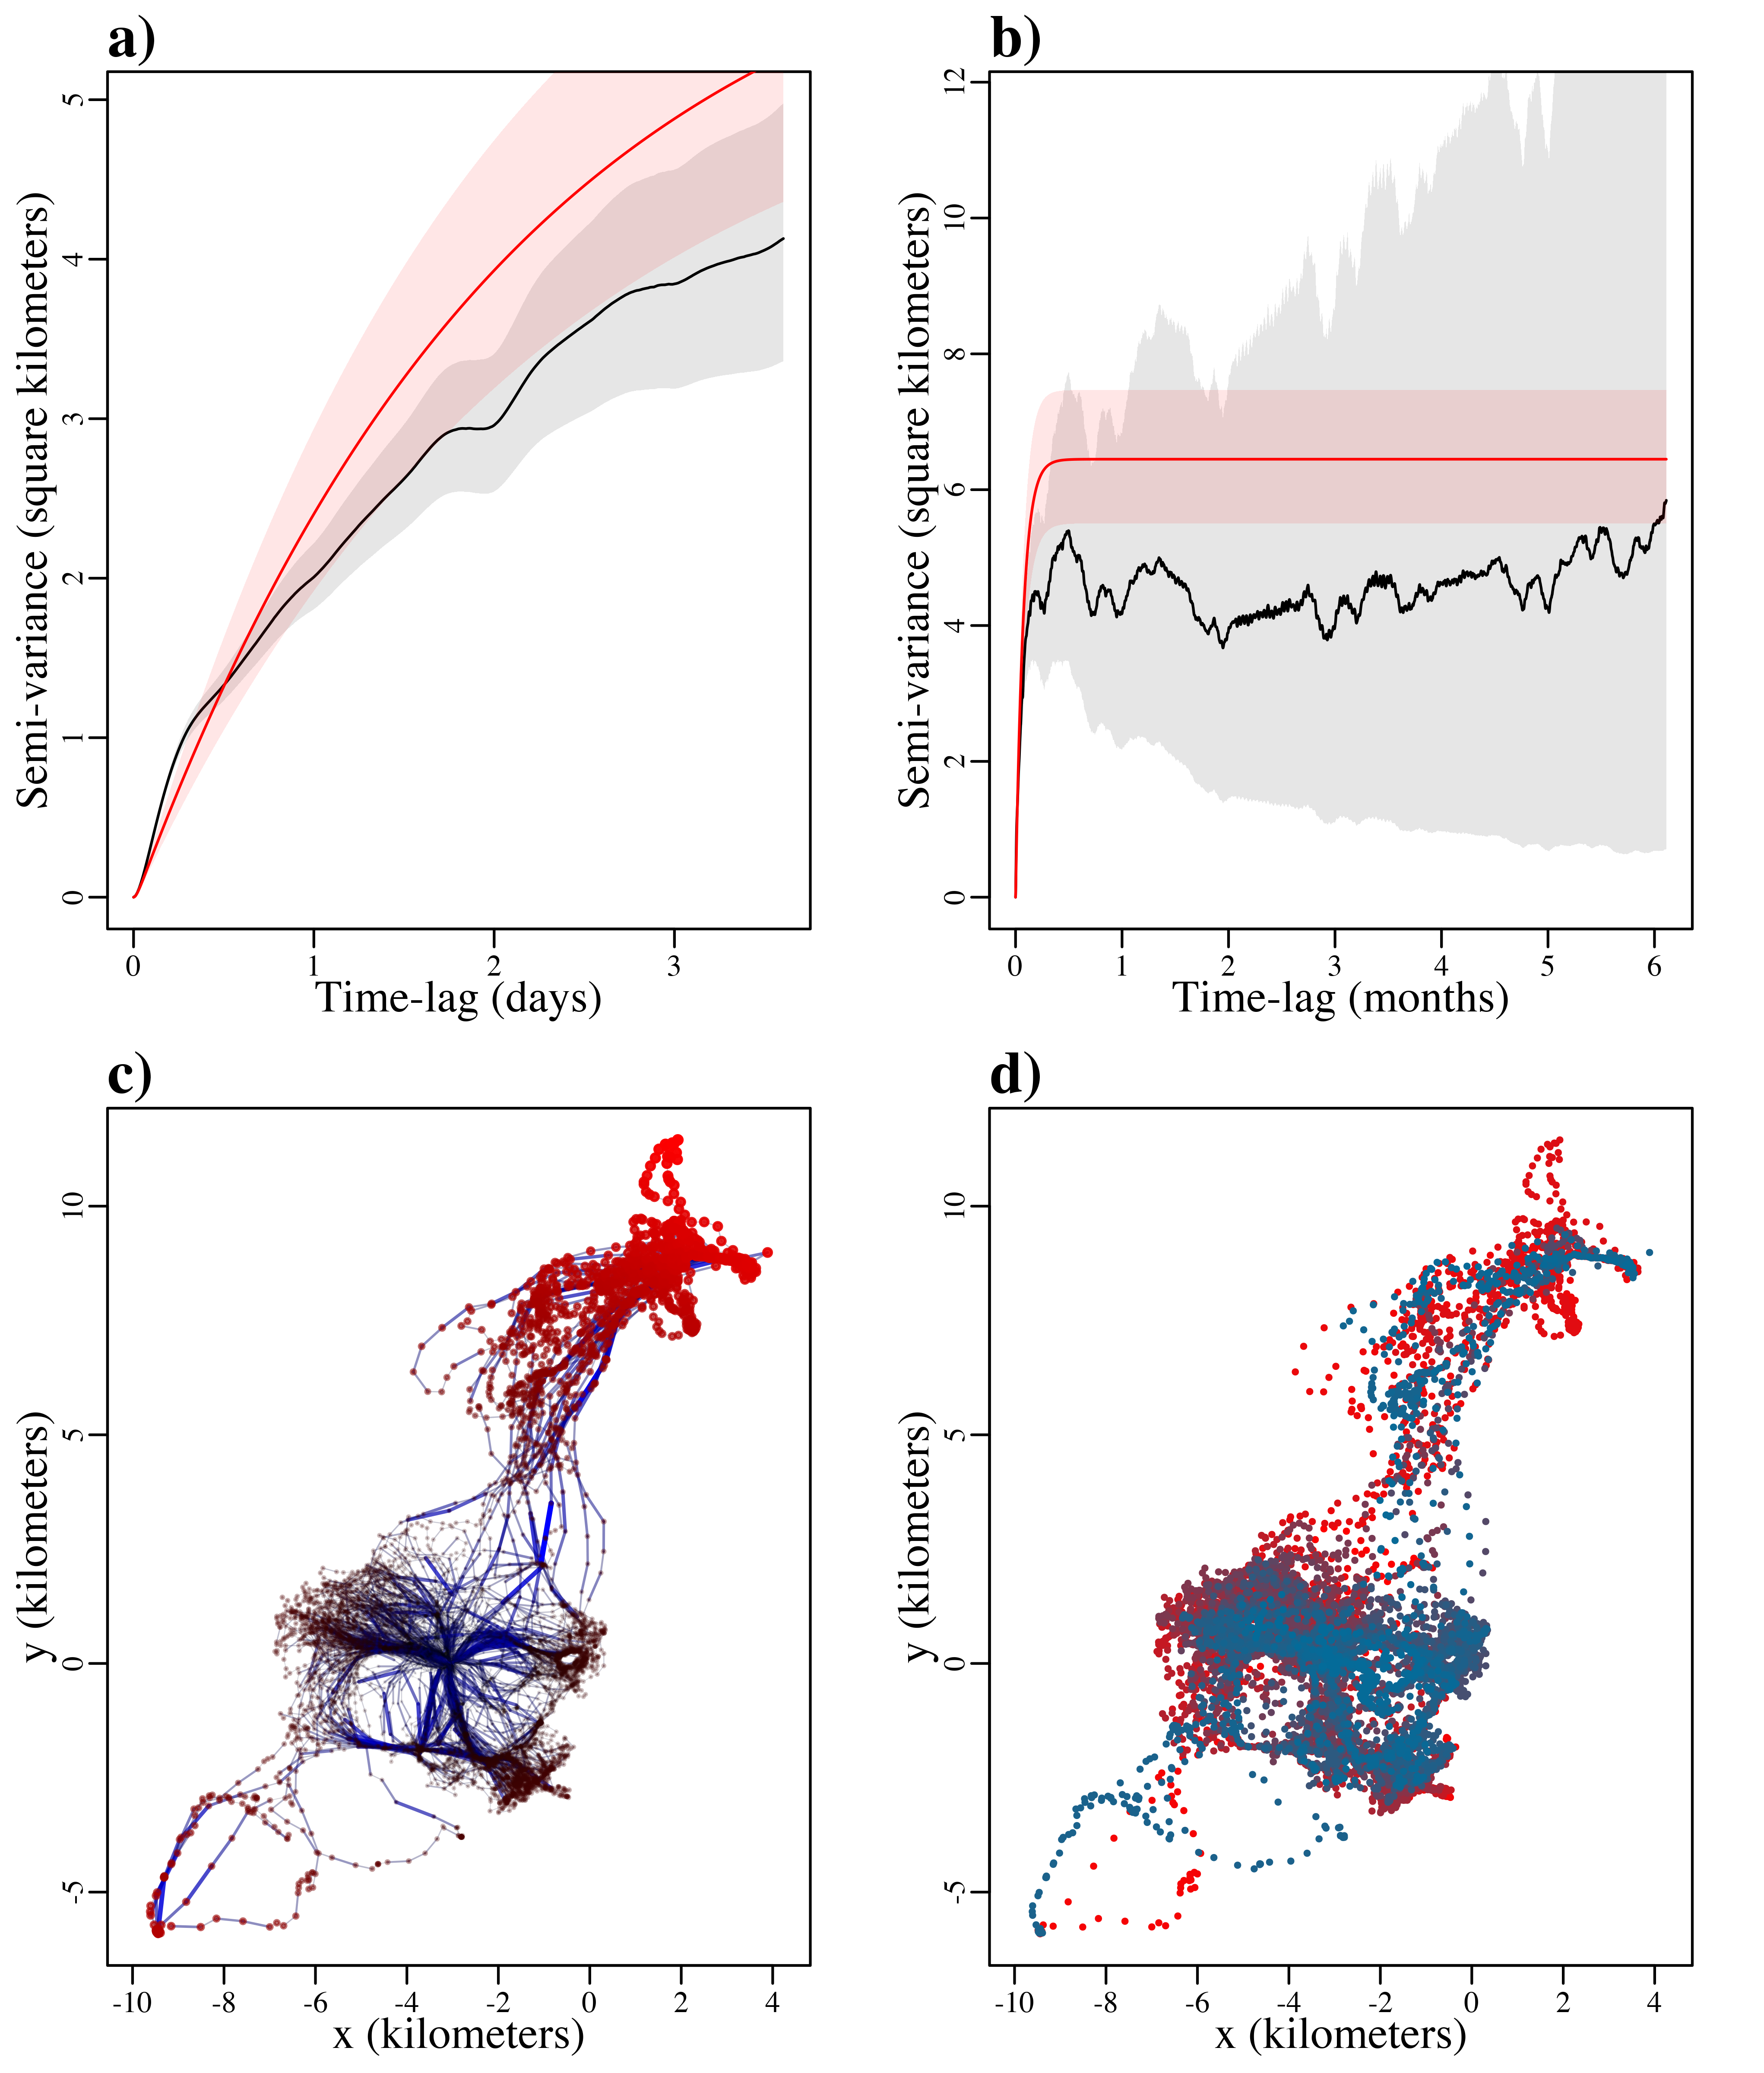 a)
5
4
3
2
1
0
Semi-variance (square kilometers)
0 1 2 3
Time-lag (days)
b)
12
10
8
6
4
2
0
Semi-variance (square kilometers)
0 1 2 3 4 5 6
Time-lag (months)
c)
10
5
0
-5
y (kilometers)
-10 -8 -6 -4 -2 0 2 4
x (kilometers)
d)
10
5
0
-5
y (kilometers)
-10 -8 -6 -4 -2 0 2 4
x (kilometers)